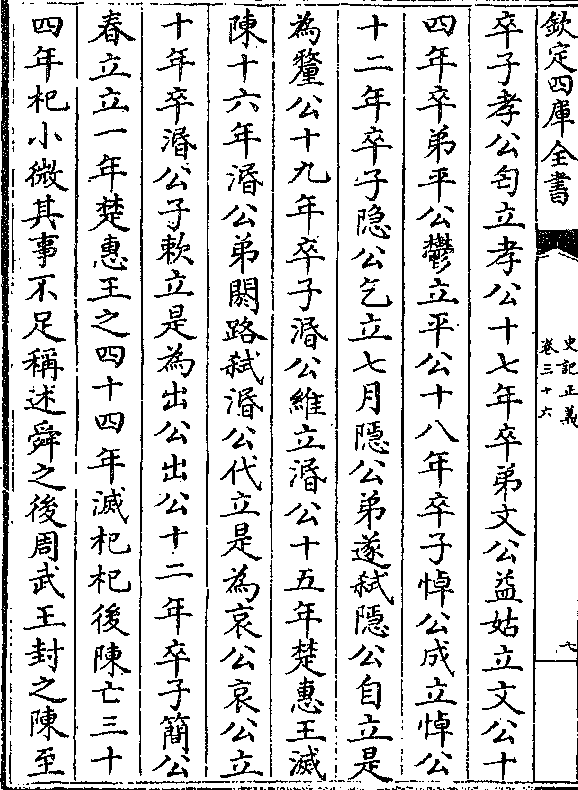 欽定四庫全書
史記正義
卷三十六
卒子孝公匄立孝公十七年卒弟文公益姑立文公十
四年卒弟平公鬱立平公十八年卒子悼公成立悼公
十二年卒子隐公乞立七月隱公弟遂弑隱公自立是
為釐公十九年卒子湣公維立湣公十五年楚惠王滅
陳十六年湣公弟閼路弑湣公代立是為哀公哀公立
十年卒湣公子欶立是為出公出公十二年卒子簡公
春立立一年楚惠王之四十四年滅杞杞後陳亡三十
四年杞小微其事不足稱述舜之後周武王封之陳至